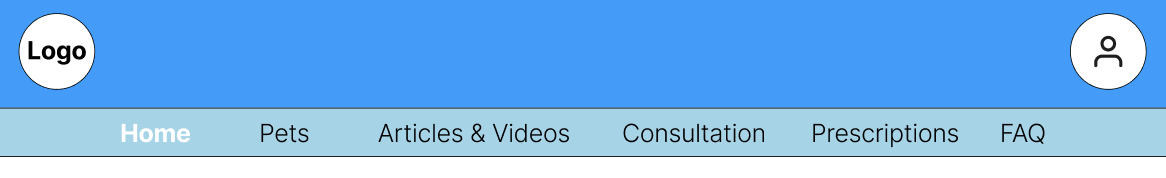 Logo
Home Pets Articles & Videos Consultation Prescriptions FAQ